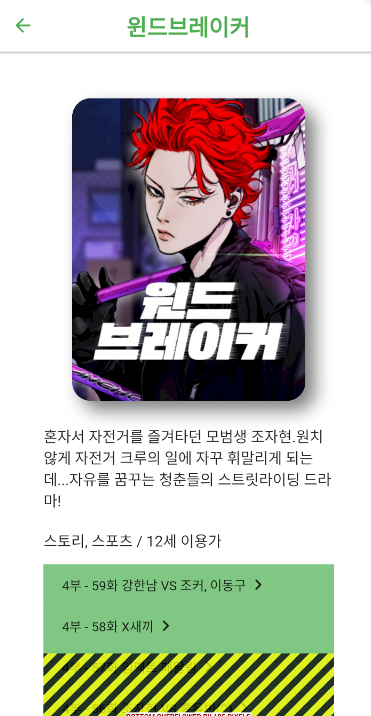 윈드브레이커
윈드
브레이커
혼자서 자전거를 즐겨타던 모범생 조자현.원치
않게 자전거 크루의 일에 자꾸 휘말리게 되는
데...자유를 꿈꾸는 청춘들의 스트릿라이딩 드라
마!
스토리, 스포츠 / 12세 이용가
4부 - 59화 강한남 VS 조커, 이동구
4부 - 58화 X새끼